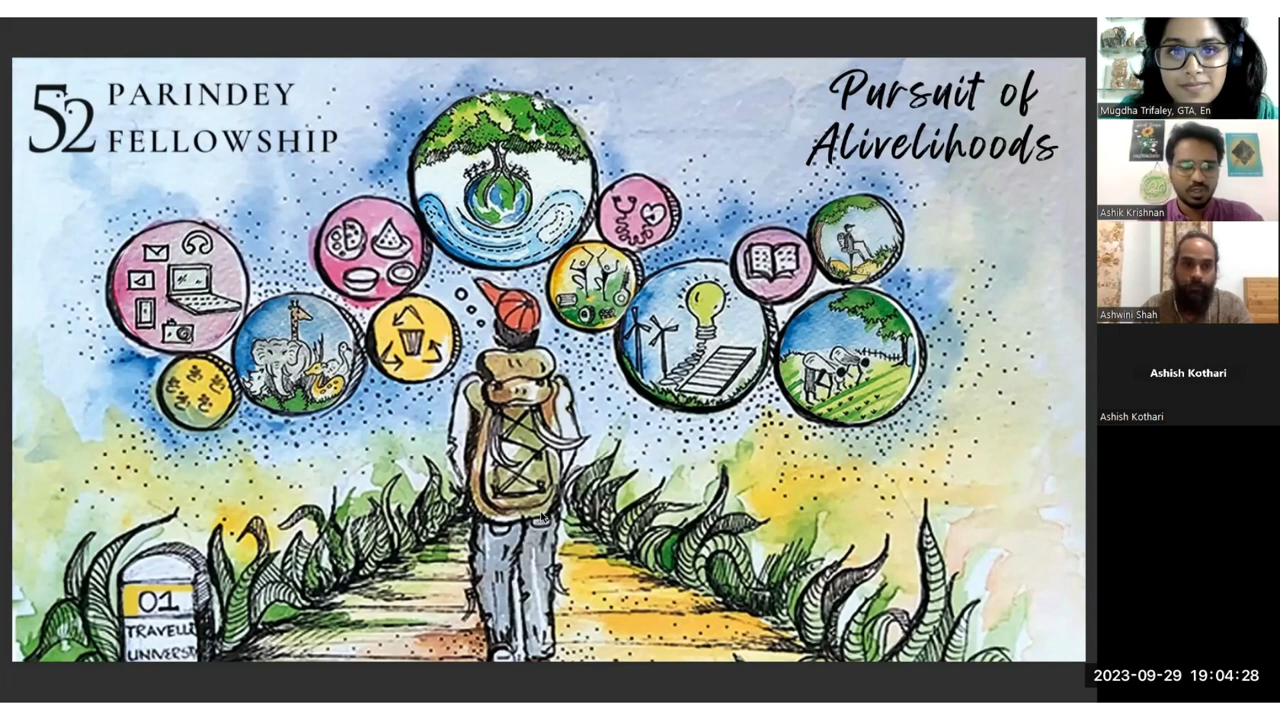 52 PARINDEY
FELLOWSHIP
Pursuit of
Alivelihoods
01
TRAVELL
UNIVERS
Mugdha Trifaley, GTA, En
Ashik Krishnan
Ashwini Shah
Ashish Kothari
Ashish Kothari
2023-09-29 19:04:28